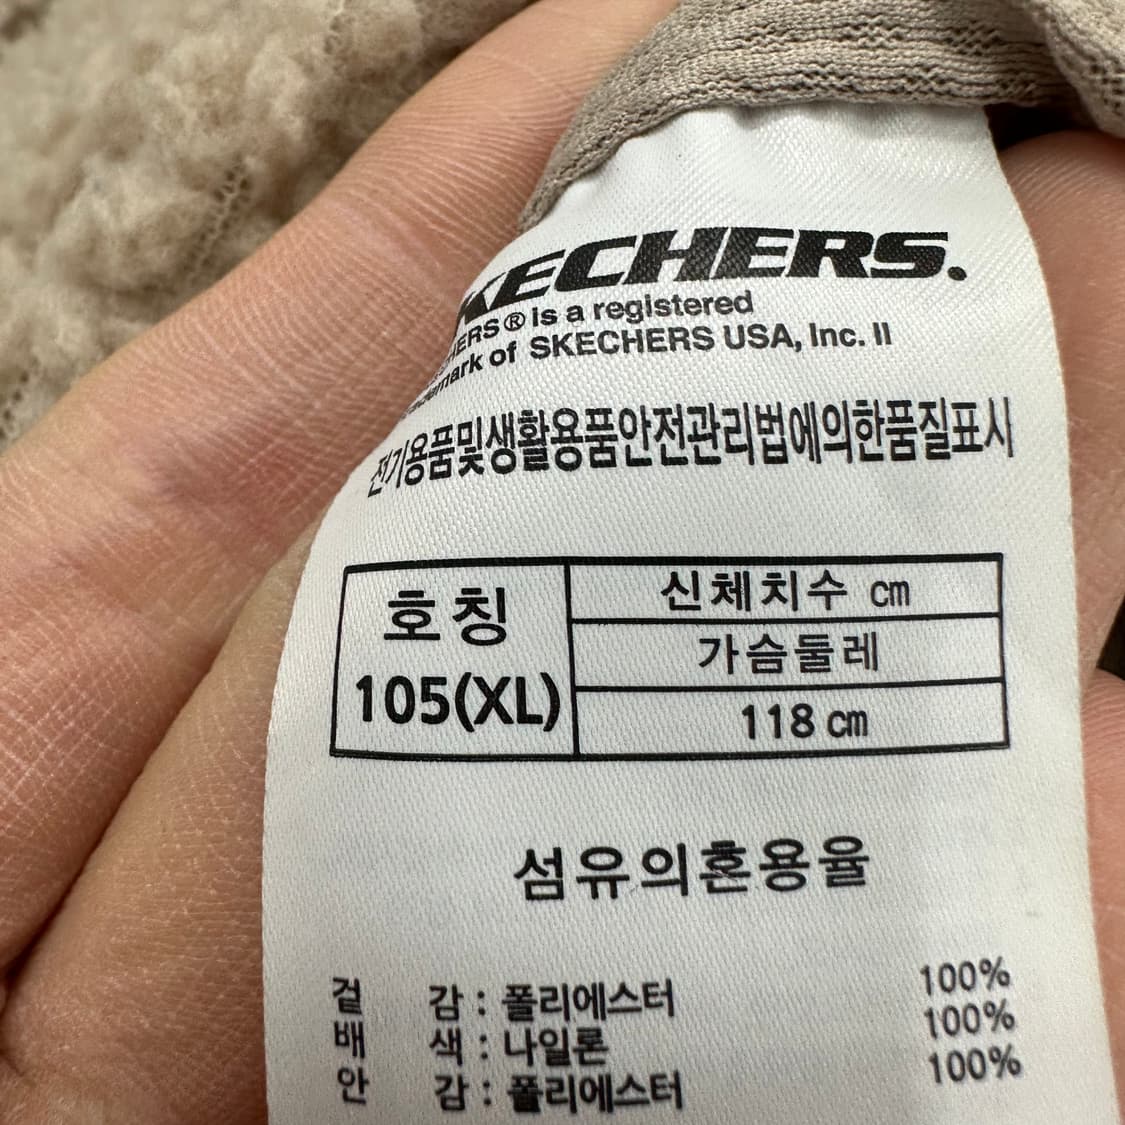 SKECHERS.
HERS® is a registered
ademark of SKECHERS USA, Inc. II
전기용품및생활용품안전관리법에의한품질표시
호칭
105(XL)
신체치수 cm
가슴둘레
118 cm
섬유의혼용율
겉 감 : 폴리에스터 100%
배 색 : 나일론 100%
안 감 : 폴리에스터 100%